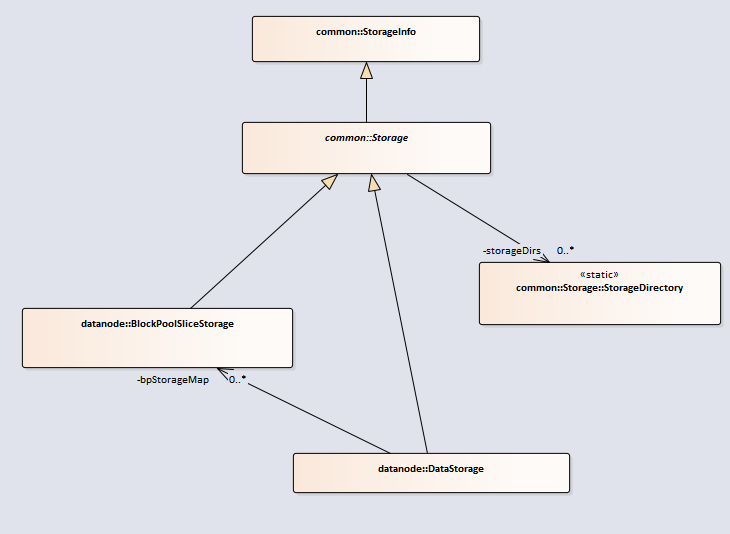 common::StorageInfo
common::Storage
-storageDirs 0..*
«static»
common::Storage::StorageDirectory
datanode::BlockPoolSliceStorage
-bpStorageMap 0..*
datanode::DataStorage